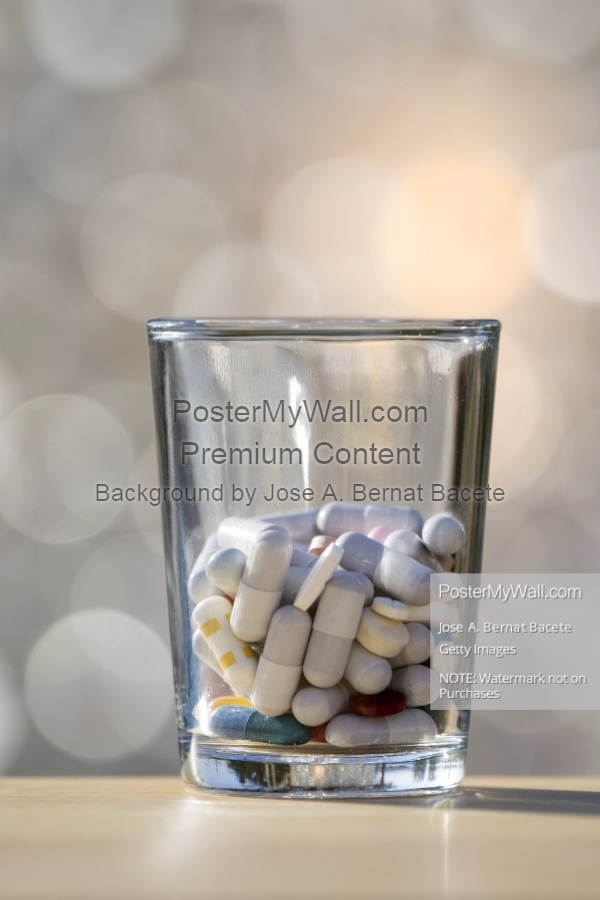 PosterMyWall.com
Premium Content
Background by Jose A. Bernat Bacete
PosterMyWall.com
Jose A. Bernat Bacete
Getty Images
NOTE: Watermark not on
Purchases